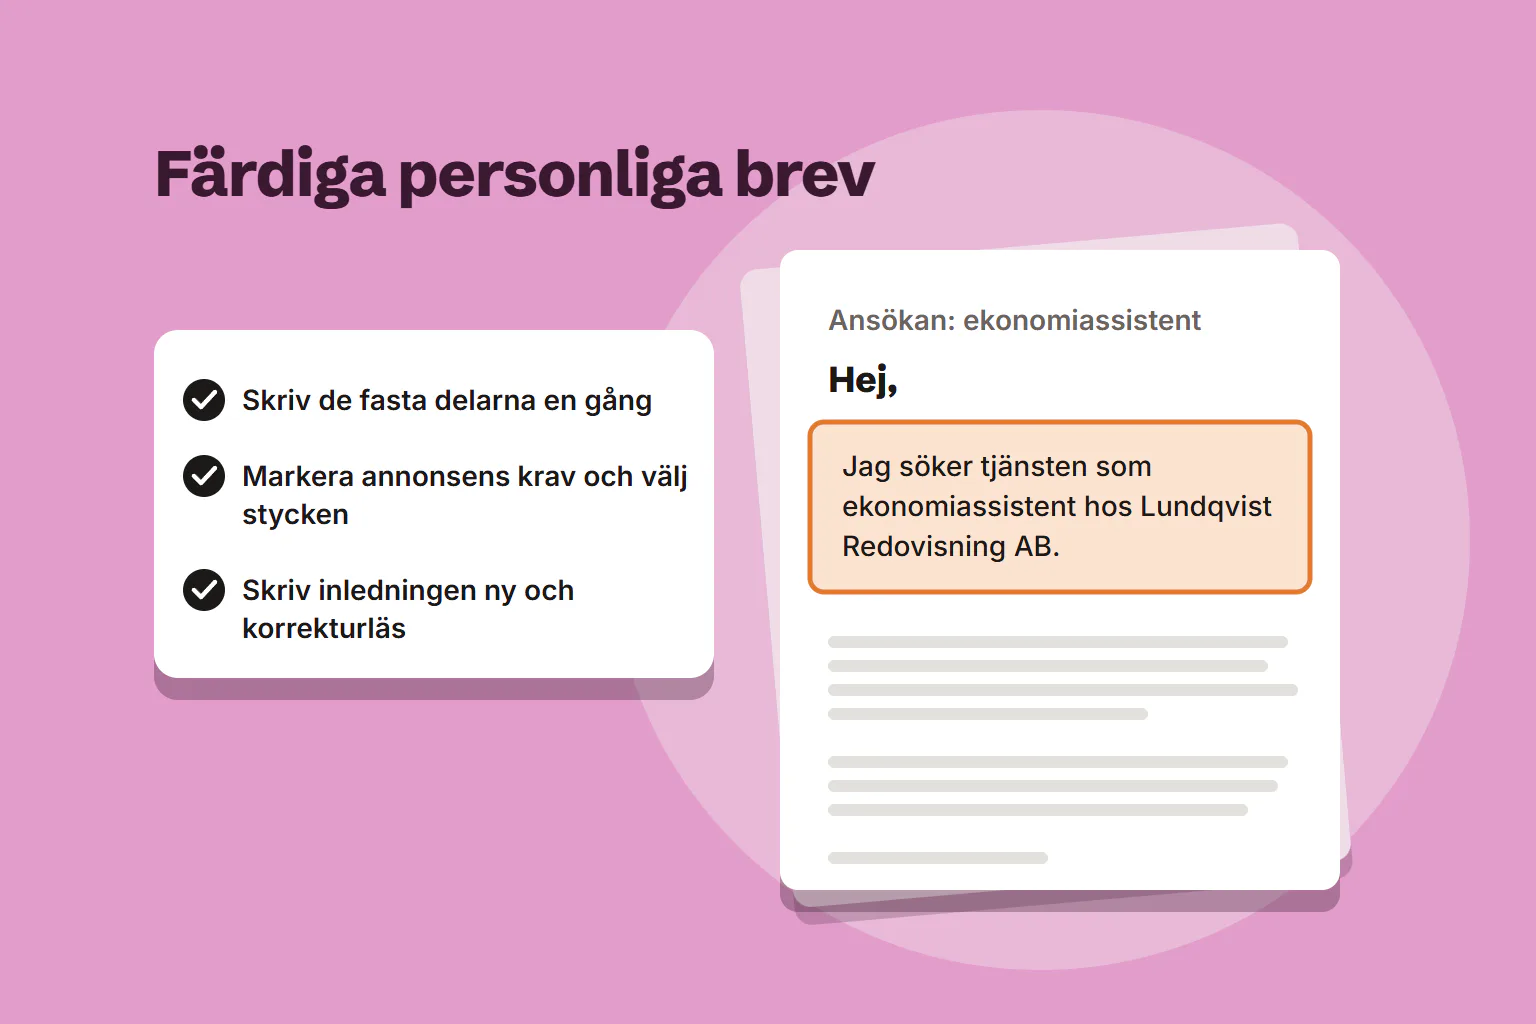 Färdiga personliga brev
Skriv de fasta delarna en gång
Markera annonsens krav och välj
stycken
Skriv inledningen ny och
korrekturläs
Ansökan: ekonomiassistent
Hej,
Jag söker tjänsten som
ekonomiassistent hos Lundqvist
Redovisning AB.